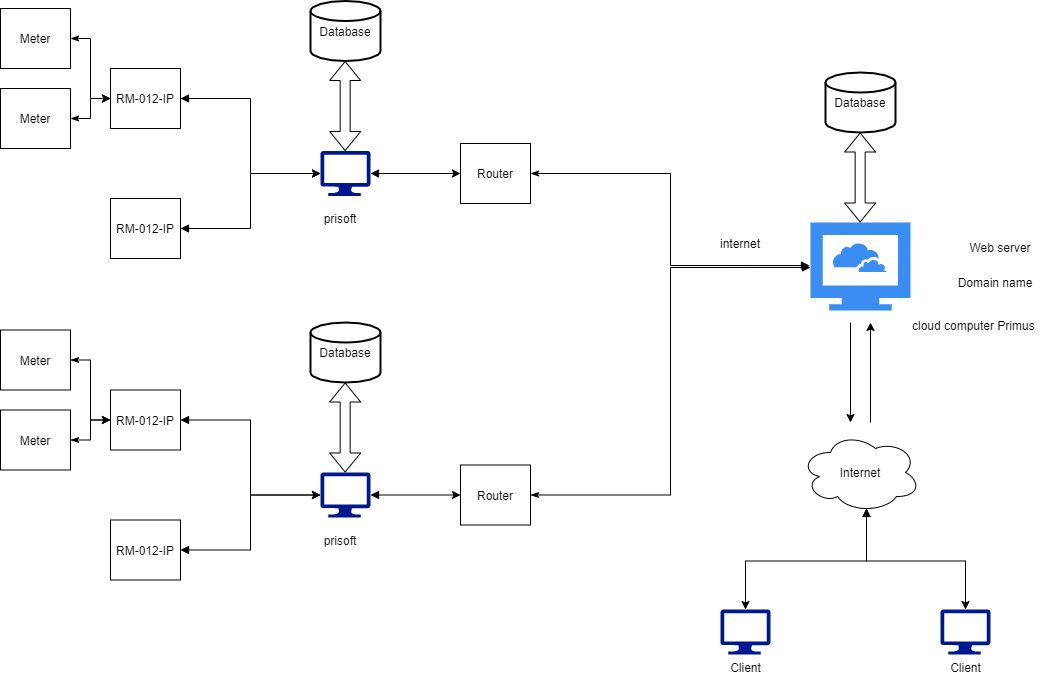 Database
Meter
RM-012-IP
Meter
Database
Router
prisoft
RM-012-IP
internet
Web server
Domain name
cloud computer Primus
Database
Meter
RM-012-IP
Meter
Internet
Router
prisoft
RM-012-IP
Client
Client